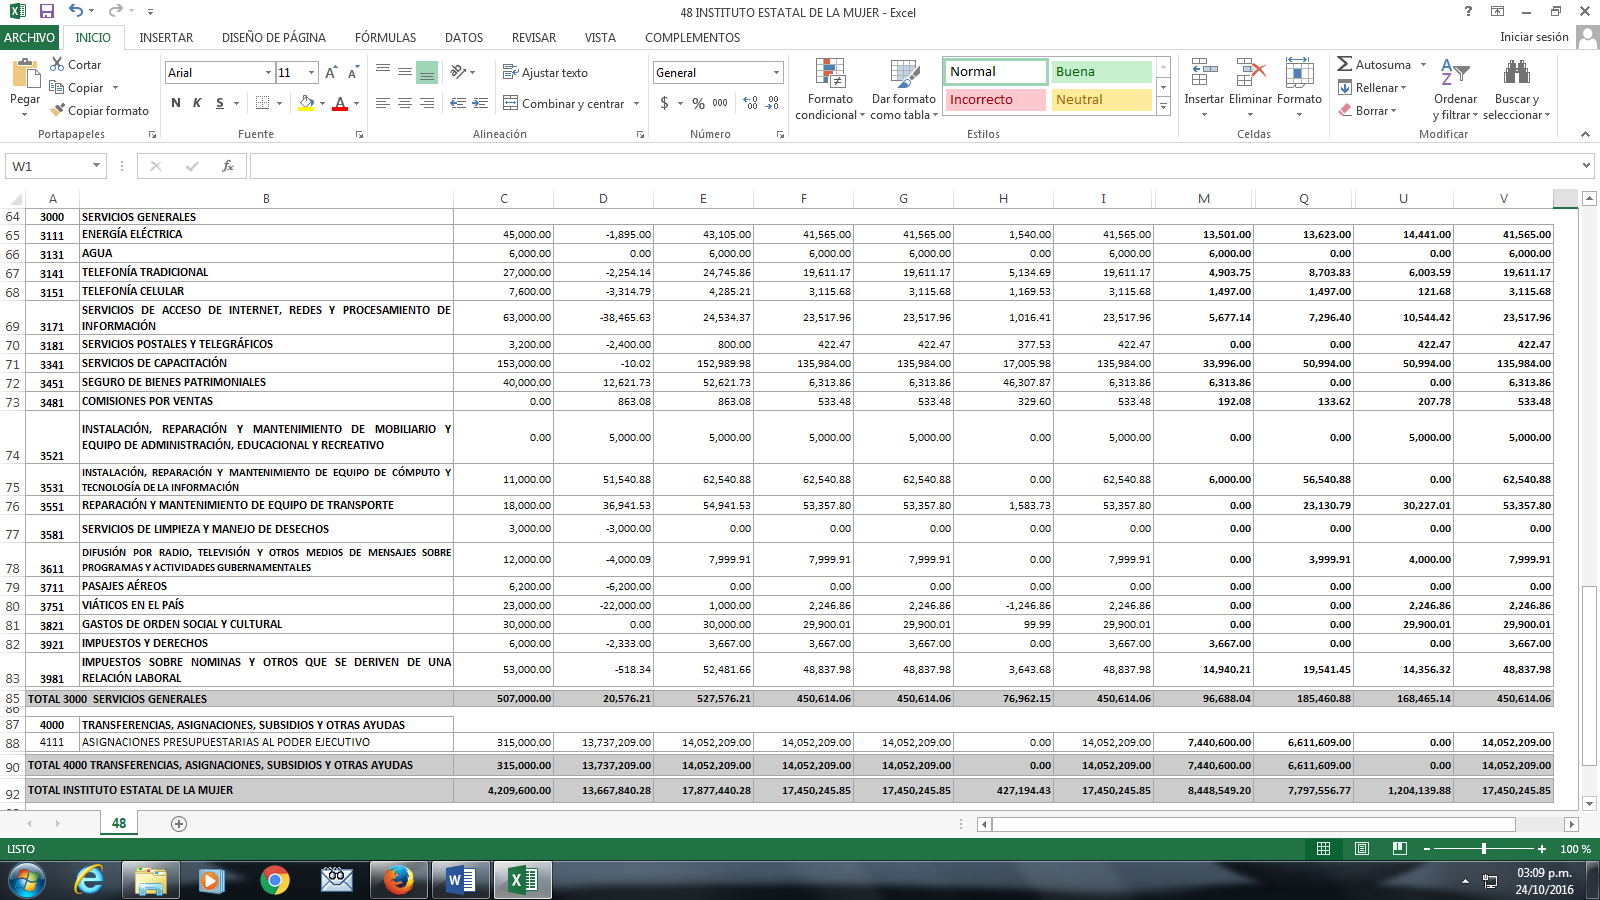 48 INSTITUTO ESTATAL DE LA MUJER - Excel
ARCHIVO INICIO INSERTAR DISEÑO DE PÁGINA FÓRMULAS DATOS REVISAR VISTA COMPLEMENTOS Iniciar sesión
Pegar
Cortar
Copiar
Copiar formato
Portapapeles
Arial 11
N K S
Fuente
Ajustar texto
Combinar y centrar
Alineación
General
$ % 000
Número
Formato condicional
Dar formato como tabla
Normal Buena
Incorrecto Neutral
Estilos
Insertar Eliminar Formato
Celdas
Autosuma
Rellenar
Borrar
Ordenar y filtrar
Buscar y seleccionar
Modificar
W1 fx
A B C D E F G H I M Q U V
64 3000 SERVICIOS GENERALES
65 3111 ENERGÍA ELÉCTRICA 45,000.00 -1,895.00 43,105.00 41,565.00 41,565.00 1,540.00 41,565.00 13,501.00 13,623.00 14,441.00 41,565.00
66 3131 AGUA 6,000.00 0.00 6,000.00 6,000.00 6,000.00 0.00 6,000.00 6,000.00 0.00 0.00 6,000.00
67 3141 TELEFONÍA TRADICIONAL 27,000.00 -2,254.14 24,745.86 19,611.17 19,611.17 5,134.69 19,611.17 4,903.75 8,703.83 6,003.59 19,611.17
68 3151 TELEFONÍA CELULAR 7,600.00 -3,314.79 4,285.21 3,115.68 3,115.68 1,169.53 3,115.68 1,497.00 1,497.00 121.68 3,115.68
SERVICIOS DE ACCESO DE INTERNET, REDES Y PROCESAMIENTO DE
69 3171 INFORMACIÓN 63,000.00 -38,465.63 24,534.37 23,517.96 23,517.96 1,016.41 23,517.96 5,677.14 7,296.40 10,544.42 23,517.96
70 3181 SERVICIOS POSTALES Y TELEGRÁFICOS 3,200.00 -2,400.00 800.00 422.47 422.47 377.53 422.47 0.00 0.00 422.47 422.47
71 3341 SERVICIOS DE CAPACITACIÓN 153,000.00 -10.02 152,989.98 135,984.00 135,984.00 17,005.98 135,984.00 33,996.00 50,994.00 50,994.00 135,984.00
72 3451 SEGURO DE BIENES PATRIMONIALES 40,000.00 12,621.73 52,621.73 6,313.86 6,313.86 46,307.87 6,313.86 6,313.86 0.00 0.00 6,313.86
73 3481 COMISIONES POR VENTAS 0.00 863.08 863.08 533.48 533.48 329.60 533.48 192.08 133.62 207.78 533.48
INSTALACIÓN, REPARACIÓN Y MANTENIMIENTO DE MOBILIARIO Y
EQUIPO DE ADMINISTRACIÓN, EDUCACIONAL Y RECREATIVO
74 3521 0.00 5,000.00 5,000.00 5,000.00 5,000.00 0.00 5,000.00 0.00 0.00 5,000.00 5,000.00
INSTALACIÓN, REPARACIÓN Y MANTENIMIENTO DE EQUIPO DE CÓMPUTO Y
75 3531 TECNOLOGÍA DE LA INFORMACIÓN 11,000.00 51,540.88 62,540.88 62,540.88 62,540.88 0.00 62,540.88 6,000.00 56,540.88 0.00 62,540.88
76 3551 REPARACIÓN Y MANTENIMIENTO DE EQUIPO DE TRANSPORTE 18,000.00 36,941.53 54,941.53 53,357.80 53,357.80 1,583.73 53,357.80 0.00 23,130.79 30,227.01 53,357.80
77 3581 SERVICIOS DE LIMPIEZA Y MANEJO DE DESECHOS 3,000.00 -3,000.00 0.00 0.00 0.00 0.00 0.00 0.00 0.00 0.00 0.00
DIFUSIÓN POR RADIO, TELEVISIÓN Y OTROS MEDIOS DE MENSAJES SOBRE
78 3611 PROGRAMAS Y ACTIVIDADES GUBERNAMENTALES 12,000.00 -4,000.09 7,999.91 7,999.91 7,999.91 0.00 7,999.91 0.00 3,999.91 4,000.00 7,999.91
79 3711 PASAJES AÉREOS 6,200.00 -6,200.00 0.00 0.00 0.00 0.00 0.00 0.00 0.00 0.00 0.00
80 3751 VIÁTICOS EN EL PAÍS 23,000.00 -22,000.00 1,000.00 2,246.86 2,246.86 -1,246.86 2,246.86 0.00 0.00 2,246.86 2,246.86
81 3821 GASTOS DE ORDEN SOCIAL Y CULTURAL 30,000.00 0.00 30,000.00 29,900.01 29,900.01 99.99 29,900.01 0.00 0.00 29,900.01 29,900.01
82 3921 IMPUESTOS Y DERECHOS 6,000.00 -2,333.00 3,667.00 3,667.00 3,667.00 0.00 3,667.00 3,667.00 0.00 0.00 3,667.00
IMPUESTOS SOBRE NOMINAS Y OTROS QUE SE DERIVEN DE UNA
83 3981 RELACIÓN LABORAL 53,000.00 -518.34 52,481.66 48,837.98 48,837.98 3,643.68 48,837.98 14,940.21 19,541.45 14,356.32 48,837.98
85 TOTAL 3000 SERVICIOS GENERALES 507,000.00 20,576.21 527,576.21 450,614.06 450,614.06 76,962.15 450,614.06 96,688.04 185,460.88 168,465.14 450,614.06
86
87 4000 TRANSFERENCIAS, ASIGNACIONES, SUBSIDIOS Y OTRAS AYUDAS
88 4111 ASIGNACIONES PRESUPUESTARIAS AL PODER EJECUTIVO 315,000.00 13,737,209.00 14,052,209.00 14,052,209.00 14,052,209.00 0.00 14,052,209.00 7,440,600.00 6,611,609.00 0.00 14,052,209.00
90 TOTAL 4000 TRANSFERENCIAS, ASIGNACIONES, SUBSIDIOS Y OTRAS AYUDAS 315,000.00 13,737,209.00 14,052,209.00 14,052,209.00 14,052,209.00 0.00 14,052,209.00 7,440,600.00 6,611,609.00 0.00 14,052,209.00
92 TOTAL INSTITUTO ESTATAL DE LA MUJER 4,209,600.00 13,667,840.28 17,877,440.28 17,450,245.85 17,450,245.85 427,194.43 17,450,245.85 8,448,549.20 7,797,556.77 1,204,139.88 17,450,245.85
48
LISTO 100 %
03:09 p.m.
24/10/2016